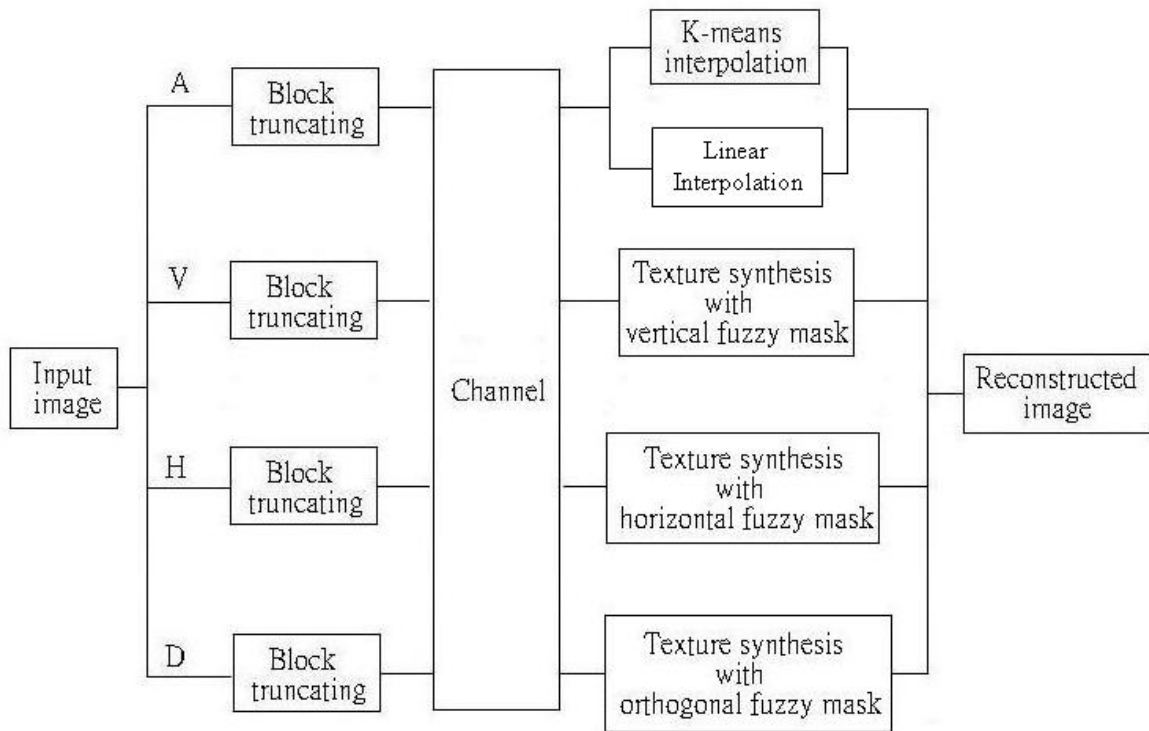 A
Block
truncating
K-means
interpolation
Linear
Interpolation
V
Block
truncating
Texture synthesis
with
vertical fuzzy mask
Input
image
Channel
Reconstructed
image
H
Block
truncating
Texture synthesis
with
horizontal fuzzy mask
D
Block
truncating
Texture synthesis
with
orthogonal fuzzy mask